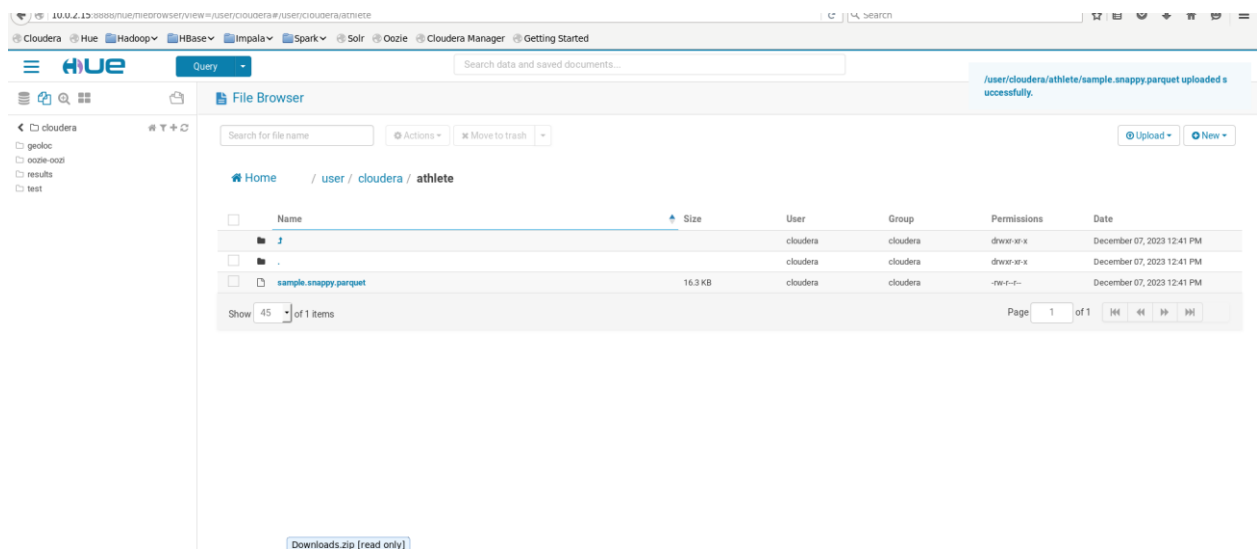 10.0.2.15:8888/hue/filebrowser/view=/user/cloudera#/user/cloudera/athlete
Search
Cloudera Hue Hadoop HBase Impala Spark Solr Oozie Cloudera Manager Getting Started
HUE Query Search data and saved documents...
/user/cloudera/athlete/sample.snappy.parquet uploaded s
uccessfully.
File Browser
cloudera
geoloc
oozie-oozi
results
test
Search for file name Actions Move to trash Upload New
Home / user / cloudera / athlete
Name Size User Group Permissions Date
cloudera cloudera drwxr-xr-x December 07, 2023 12:41 PM
. cloudera cloudera drwxr-xr-x December 07, 2023 12:41 PM
sample.snappy.parquet 16.3 KB cloudera cloudera -rw-r--r-- December 07, 2023 12:41 PM
Show 45 of 1 items Page 1 of 1
Downloads.zip [read only]